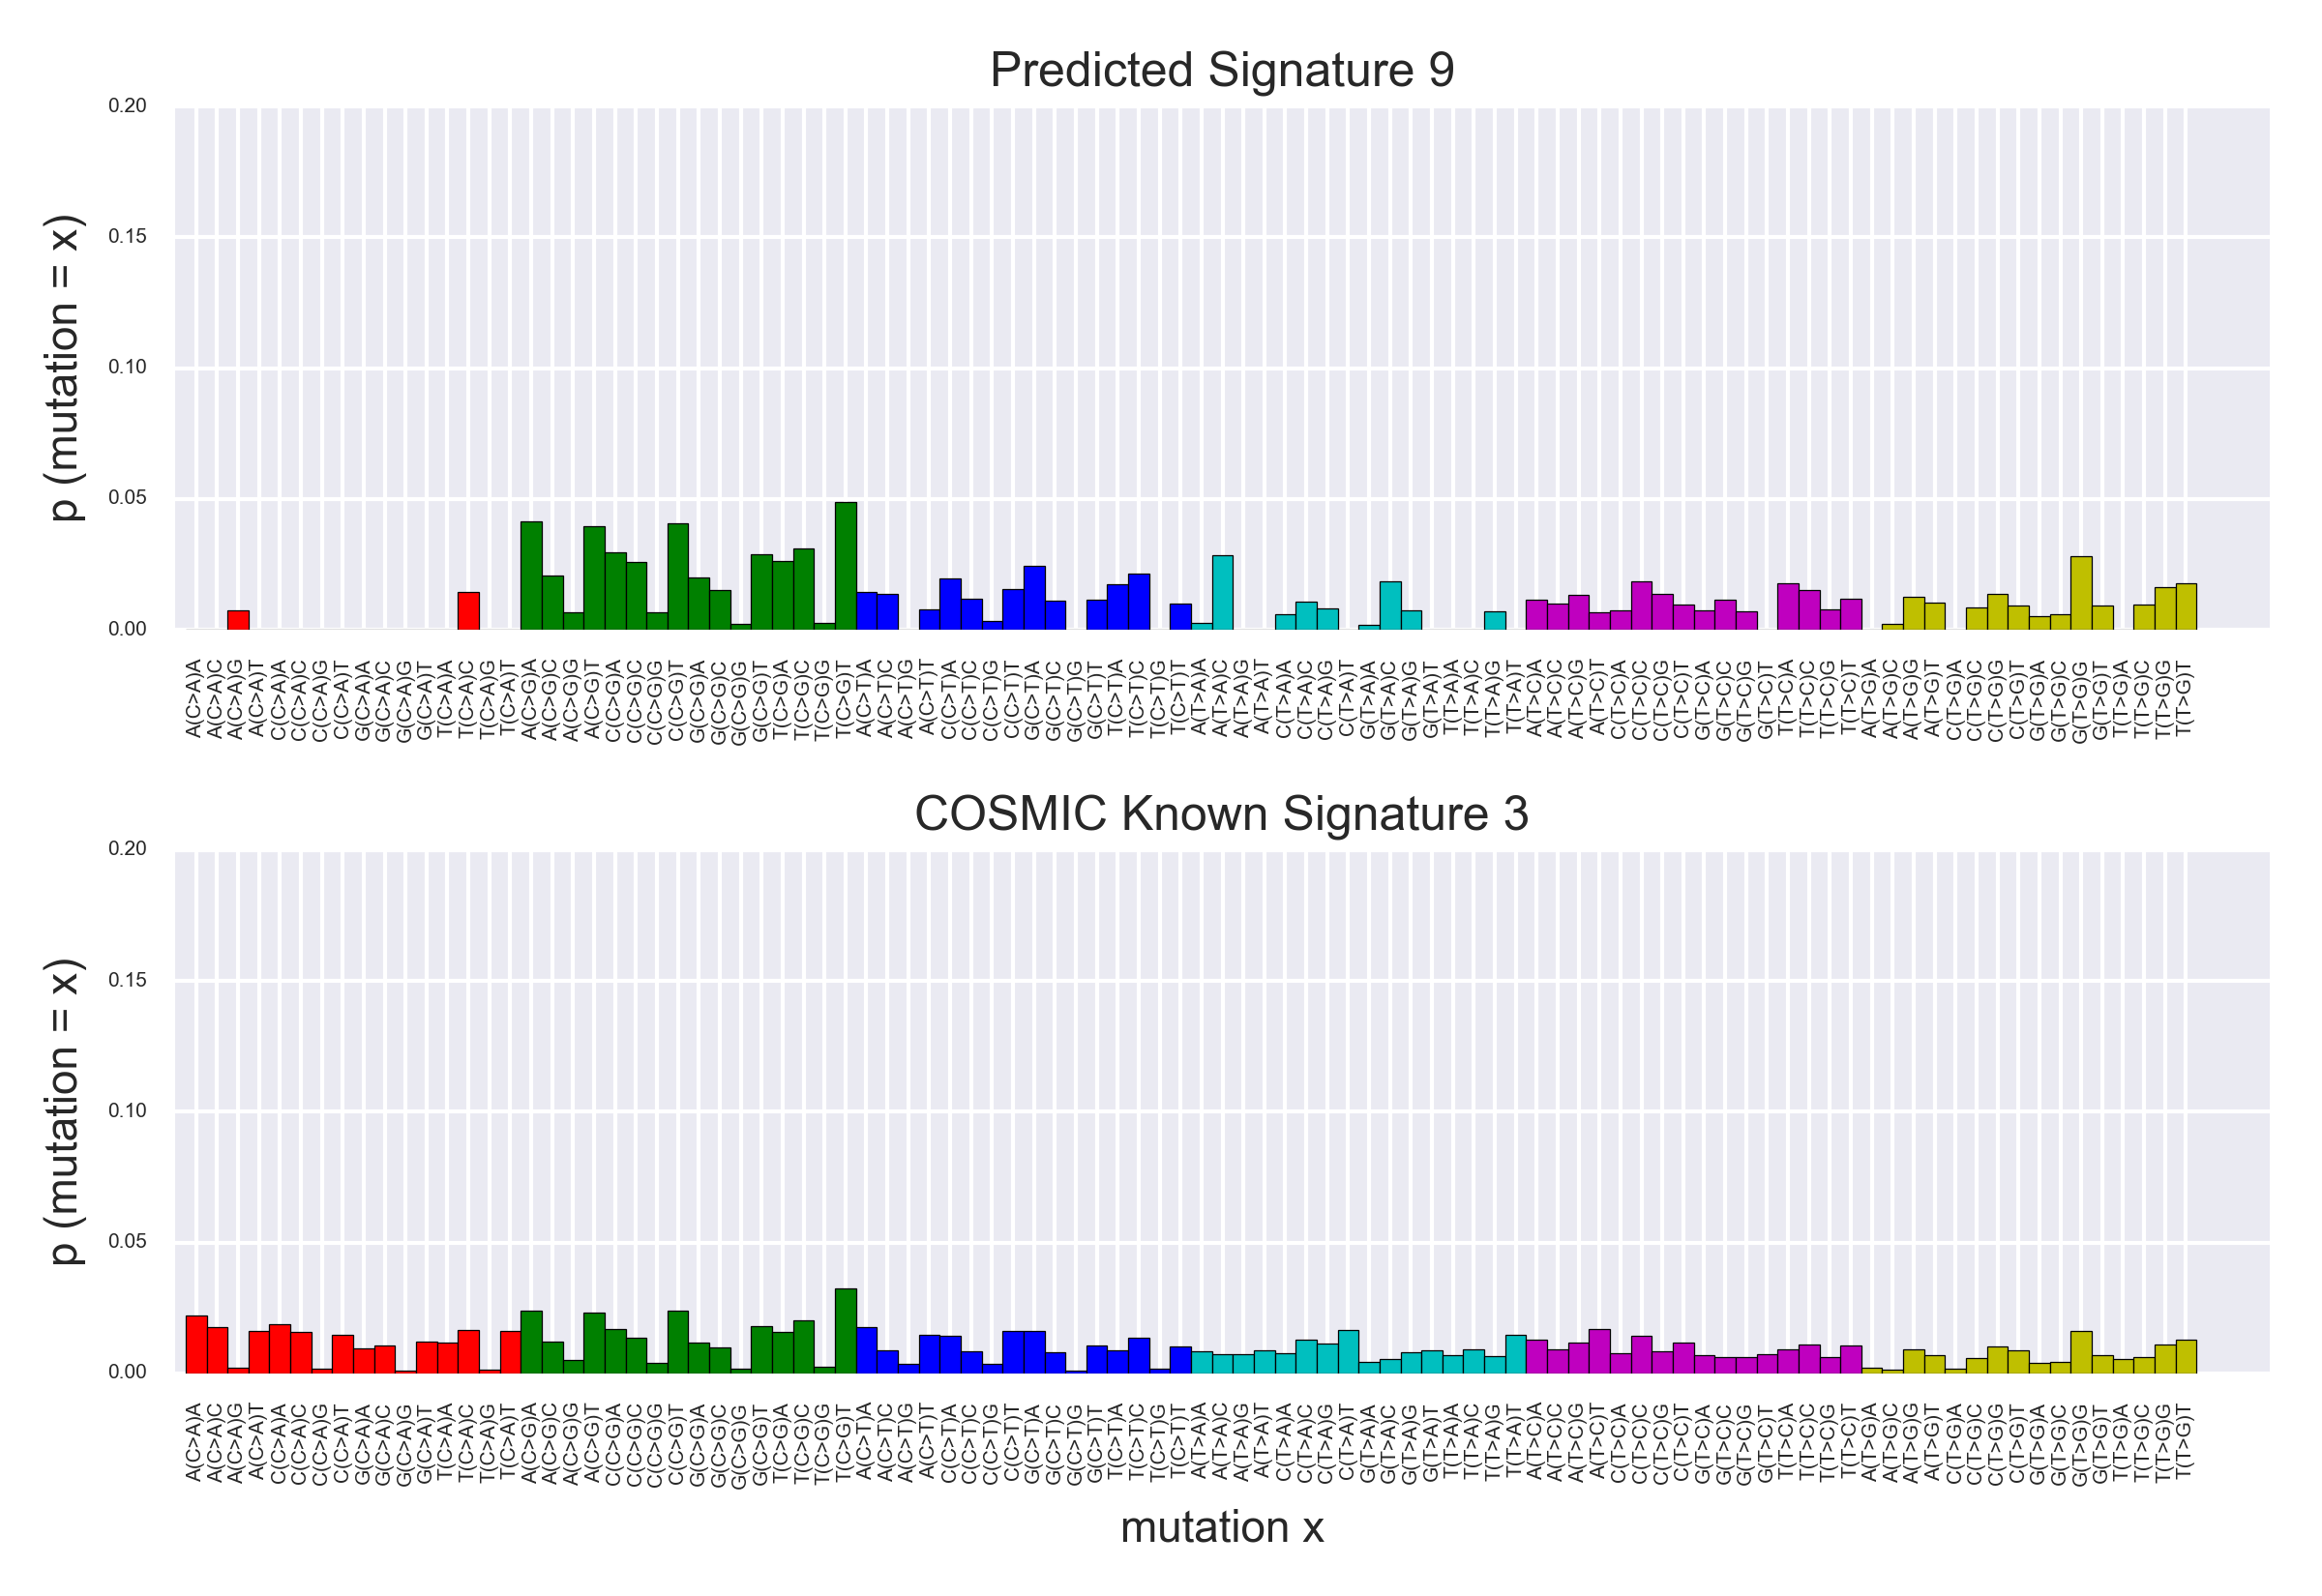 Predicted Signature 9
p (mutation = x)
0.20
0.15
0.10
0.05
0.00
A(C>A)A A(C>A)C A(C>A)G A(C>A)T C(C>A)A C(C>A)C C(C>A)G C(C>A)T G(C>A)A G(C>A)C G(C>A)G G(C>A)T T(C>A)A T(C>A)C T(C>A)G T(C>A)T A(C>G)A A(C>G)C A(C>G)G A(C>G)T C(C>G)A C(C>G)C C(C>G)G C(C>G)T G(C>G)A G(C>G)C G(C>G)G G(C>G)T T(C>G)A T(C>G)C T(C>G)G T(C>G)T A(C>T)A A(C>T)C A(C>T)G A(C>T)T C(C>T)A C(C>T)C C(C>T)G C(C>T)T G(C>T)A G(C>T)C G(C>T)G G(C>T)T T(C>T)A T(C>T)C T(C>T)G T(C>T)T A(T>A)A A(T>A)C A(T>A)G A(T>A)T C(T>A)A C(T>A)C C(T>A)G C(T>A)T G(T>A)A G(T>A)C G(T>A)G G(T>A)T T(T>A)A T(T>A)C T(T>A)G T(T>A)T A(T>C)A A(T>C)C A(T>C)G A(T>C)T C(T>C)A C(T>C)C C(T>C)G C(T>C)T G(T>C)A G(T>C)C G(T>C)G G(T>C)T T(T>C)A T(T>C)C T(T>C)G T(T>C)T A(T>G)A A(T>G)C A(T>G)G A(T>G)T C(T>G)A C(T>G)C C(T>G)G C(T>G)T G(T>G)A G(T>G)C G(T>G)G G(T>G)T T(T>G)A T(T>G)C T(T>G)G T(T>G)T
COSMIC Known Signature 3
p (mutation = x)
0.20
0.15
0.10
0.05
0.00
A(C>A)A A(C>A)C A(C>A)G A(C>A)T C(C>A)A C(C>A)C C(C>A)G C(C>A)T G(C>A)A G(C>A)C G(C>A)G G(C>A)T T(C>A)A T(C>A)C T(C>A)G T(C>A)T A(C>G)A A(C>G)C A(C>G)G A(C>G)T C(C>G)A C(C>G)C C(C>G)G C(C>G)T G(C>G)A G(C>G)C G(C>G)G G(C>G)T T(C>G)A T(C>G)C T(C>G)G T(C>G)T A(C>T)A A(C>T)C A(C>T)G A(C>T)T C(C>T)A C(C>T)C C(C>T)G C(C>T)T G(C>T)A G(C>T)C G(C>T)G G(C>T)T T(C>T)A T(C>T)C T(C>T)G T(C>T)T A(T>A)A A(T>A)C A(T>A)G A(T>A)T C(T>A)A C(T>A)C C(T>A)G C(T>A)T G(T>A)A G(T>A)C G(T>A)G G(T>A)T T(T>A)A T(T>A)C T(T>A)G T(T>A)T A(T>C)A A(T>C)C A(T>C)G A(T>C)T C(T>C)A C(T>C)C C(T>C)G C(T>C)T G(T>C)A G(T>C)C G(T>C)G G(T>C)T T(T>C)A T(T>C)C T(T>C)G T(T>C)T A(T>G)A A(T>G)C A(T>G)G A(T>G)T C(T>G)A C(T>G)C C(T>G)G C(T>G)T G(T>G)A G(T>G)C G(T>G)G G(T>G)T T(T>G)A T(T>G)C T(T>G)G T(T>G)T
mutation x